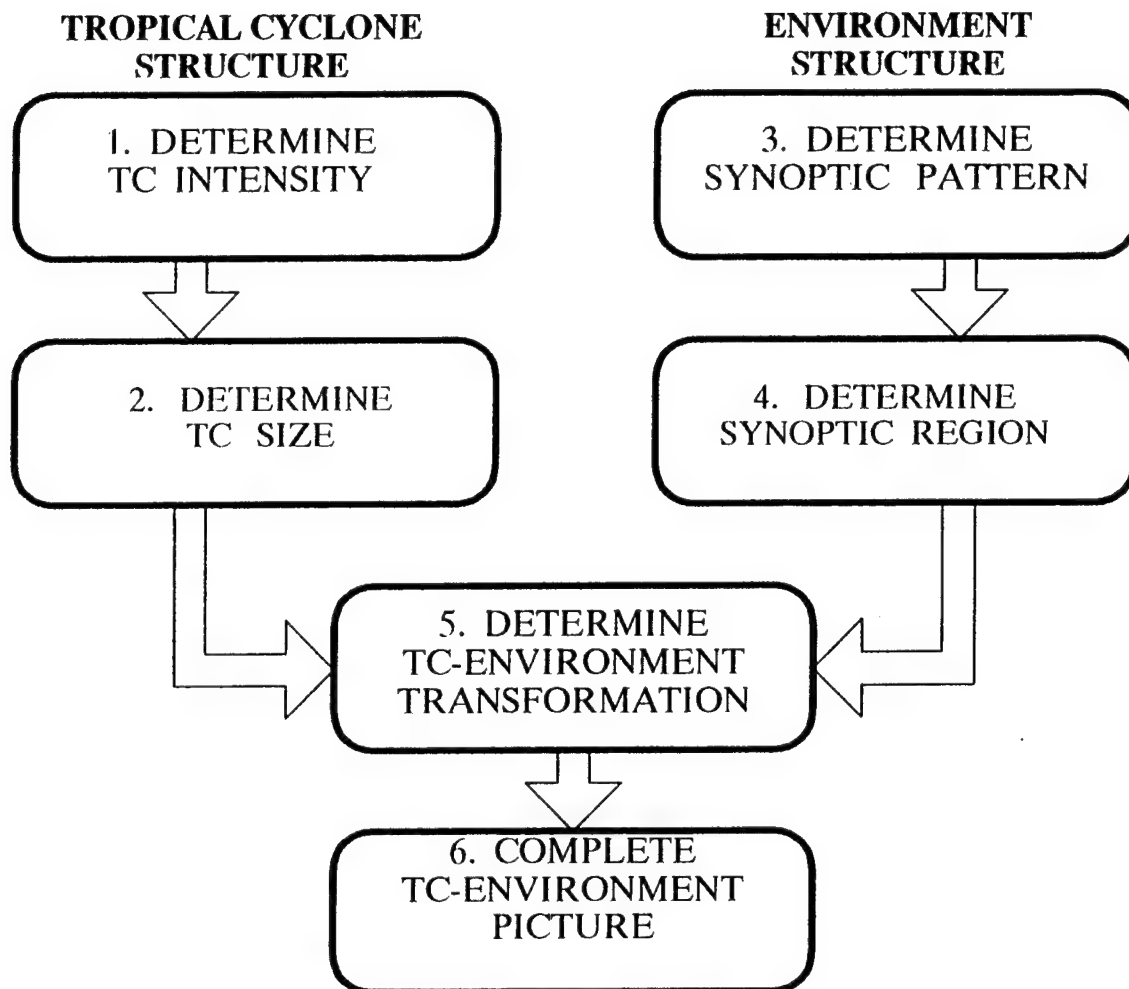 TROPICAL CYCLONE
STRUCTURE
1. DETERMINE
TC INTENSITY
2. DETERMINE
TC SIZE
ENVIRONMENT
STRUCTURE
3. DETERMINE
SYNOPTIC PATTERN
4. DETERMINE
SYNOPTIC REGION
5. DETERMINE
TC-ENVIRONMENT
TRANSFORMATION
6. COMPLETE
TC-ENVIRONMENT
PICTURE